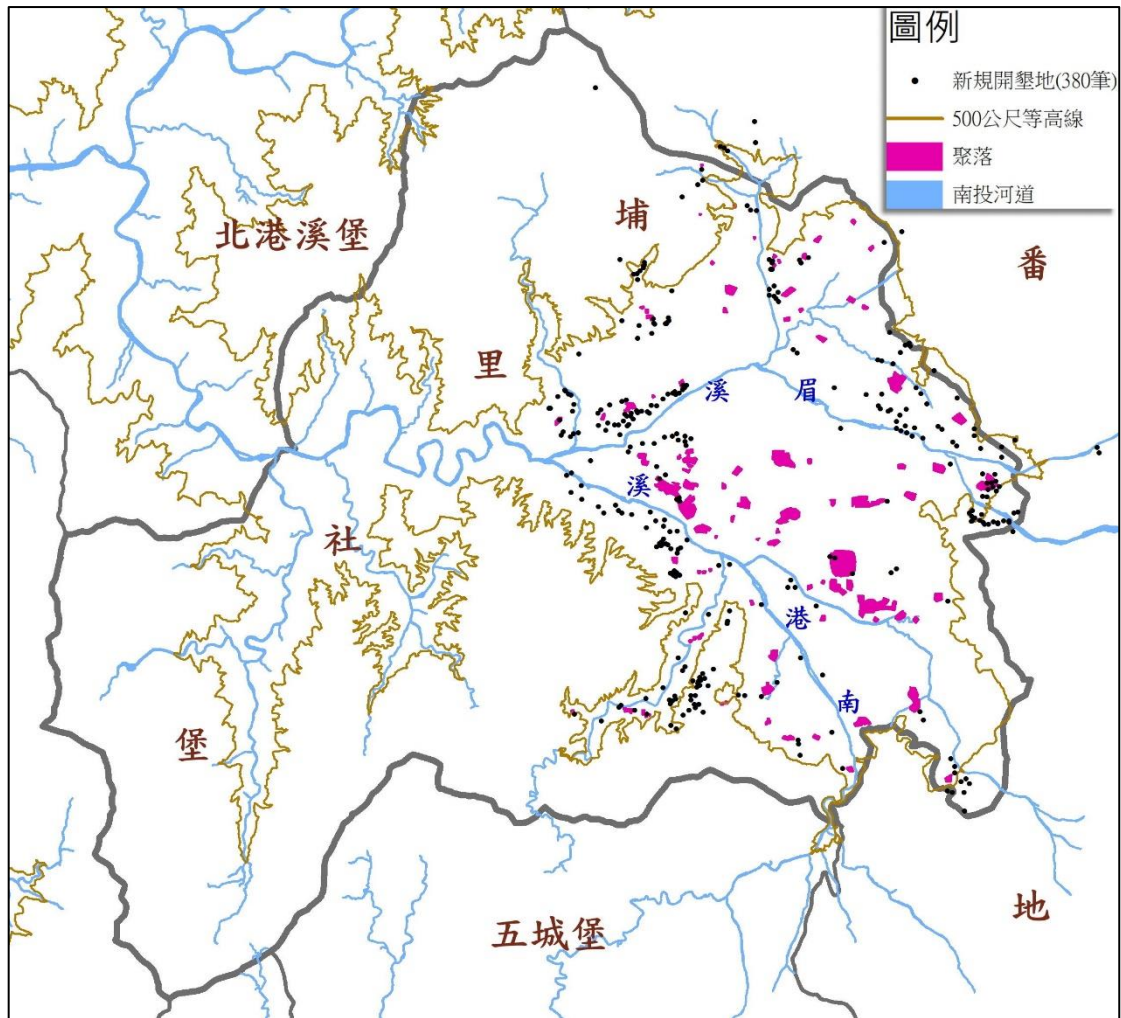 圖例
新規開墾地(380筆)
500公尺等高線
聚落
南投河道
北港溪堡
埔
里
社
堡
番
地
五城堡
眉
溪
南
港
溪